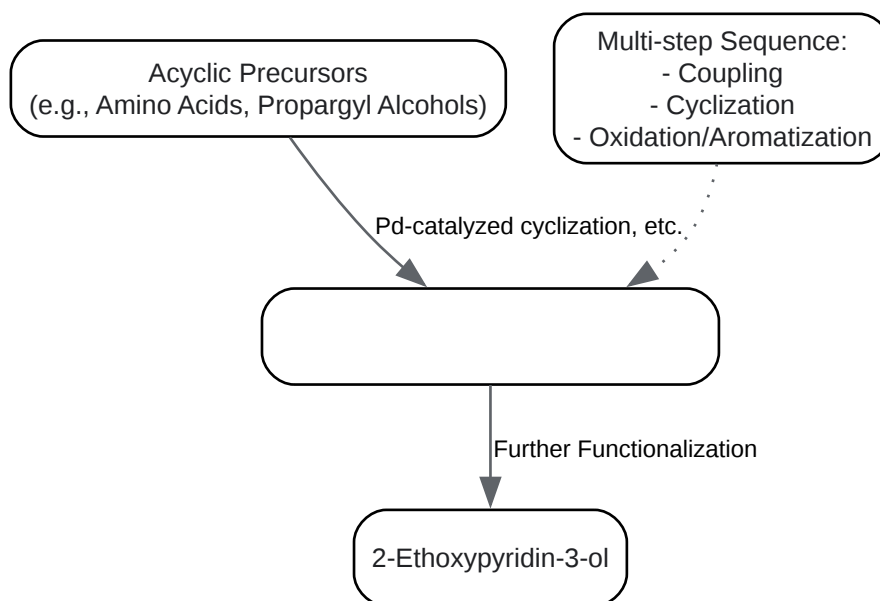 Acyclic Precursors
(e.g., Amino Acids, Propargyl Alcohols)
Multi-step Sequence:
- Coupling
- Cyclization
- Oxidation/Aromatization
Pd-catalyzed cyclization, etc.
Further Functionalization
2-Ethoxypyridin-3-ol